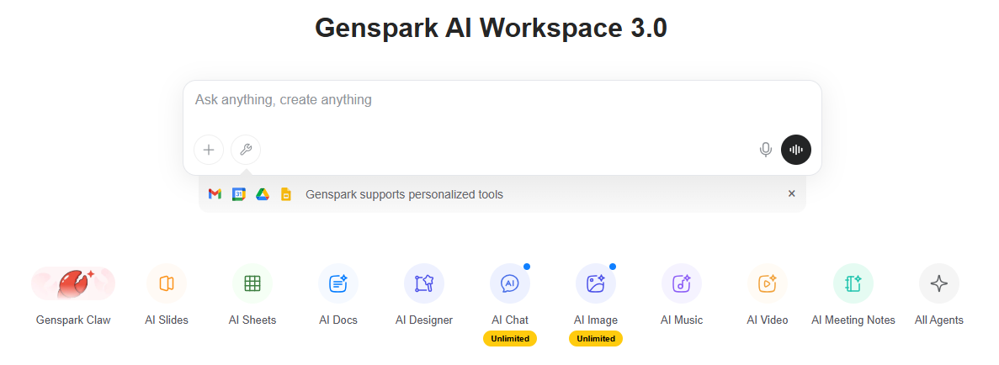 Genspark AI Workspace 3.0
Ask anything, create anything
31
Genspark supports personalized tools
×
Genspark Claw
AI Slides
AI Sheets
AI Docs
AI Designer
AI
AI Chat
Unlimited
AI Image
Unlimited
AI Music
AI Video
AI Meeting Notes
All Agents